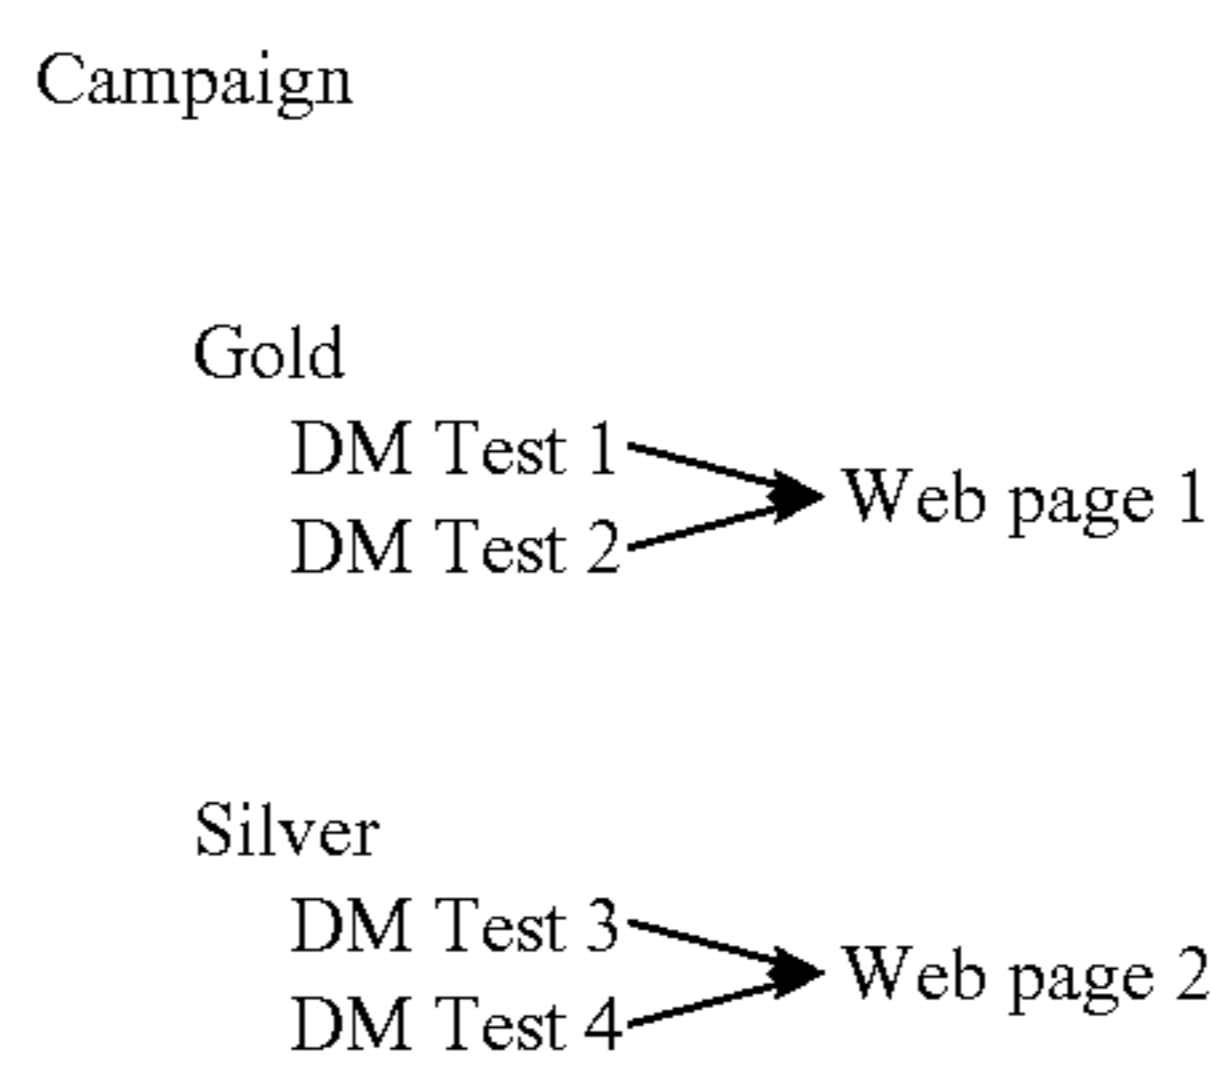 Campaign
Gold
DM Test 1
DM Test 2
Web page 1
Silver
DM Test 3
DM Test 4
Web page 2